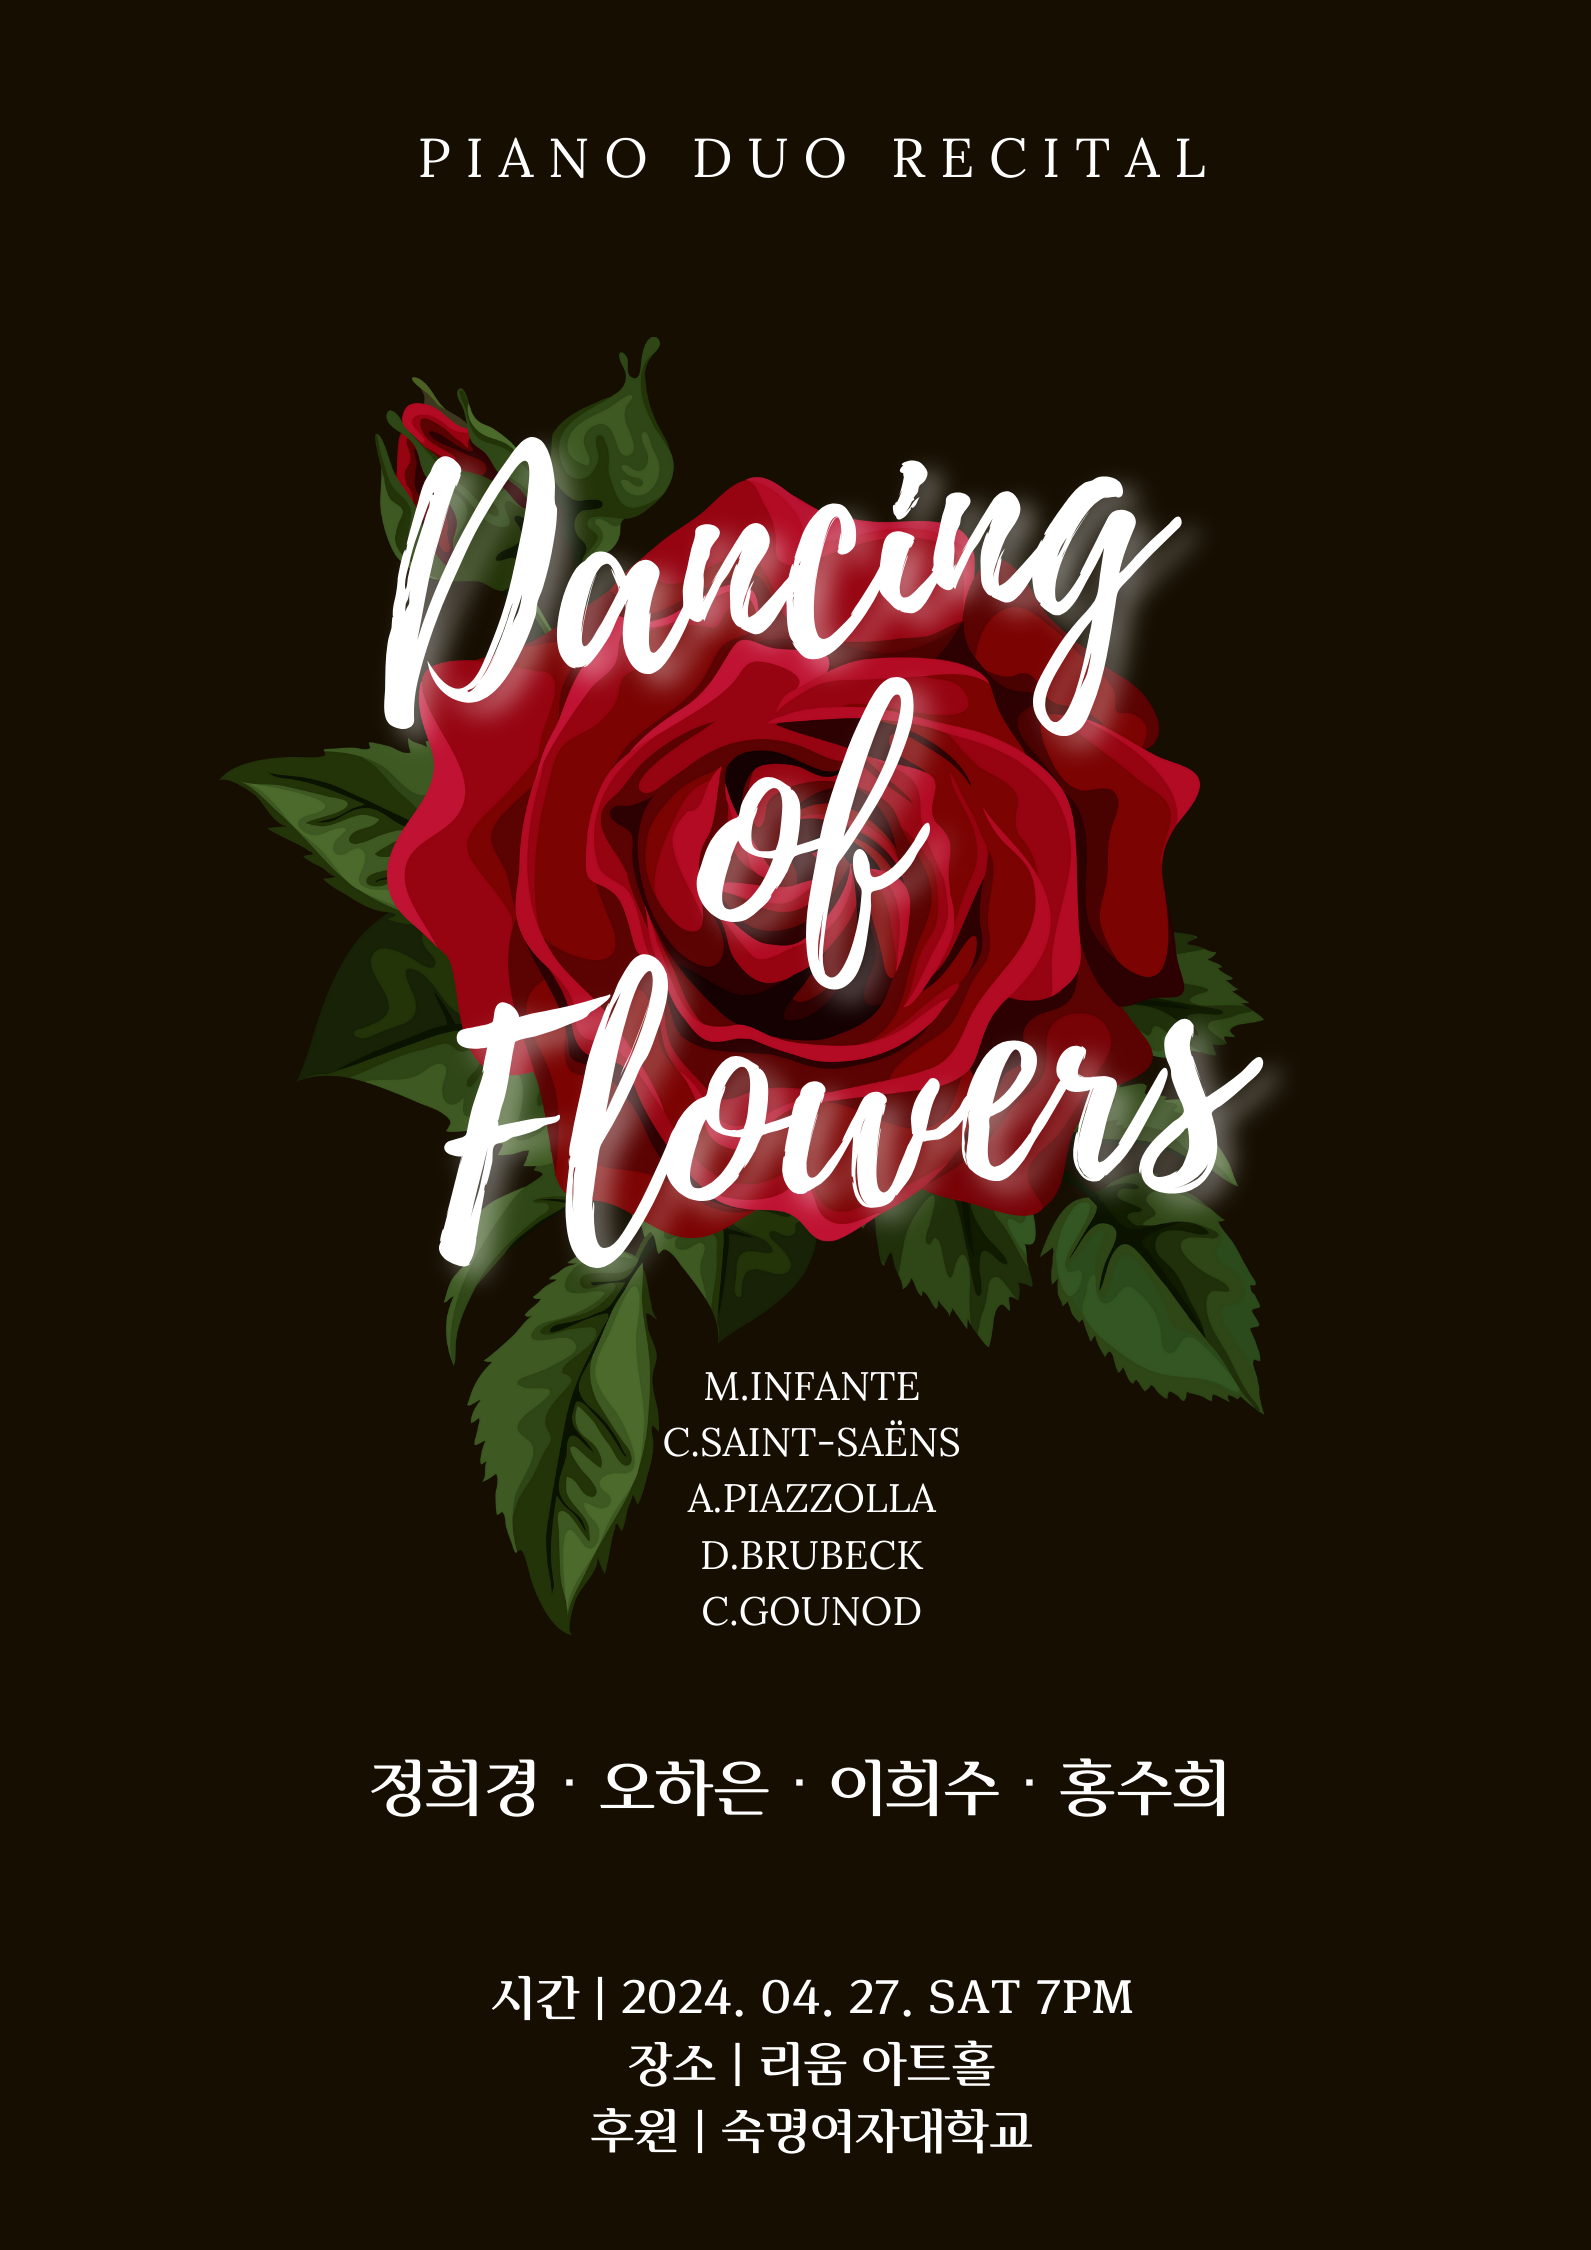 PIANO DUO RECITAL
Dancing
of
Flowers
M.INFANTE
C.SAINT-SAËNS
A.PIAZZOLLA
D.BRUBECK
C.GOUNOD
정희경 · 오하은 · 이희수 · 홍수희
시간 | 2024. 04. 27. SAT 7PM
장소 | 리움 아트홀
후원 | 숙명여자대학교